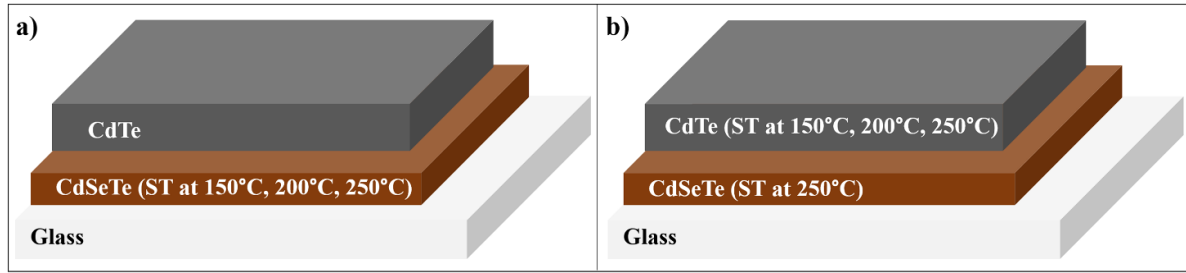 a)
CdTe
CdSeTe (ST at 150°C, 200°C, 250°C)
Glass
b)
CdTe (ST at 150°C, 200°C, 250°C)
CdSeTe (ST at 250°C)
Glass